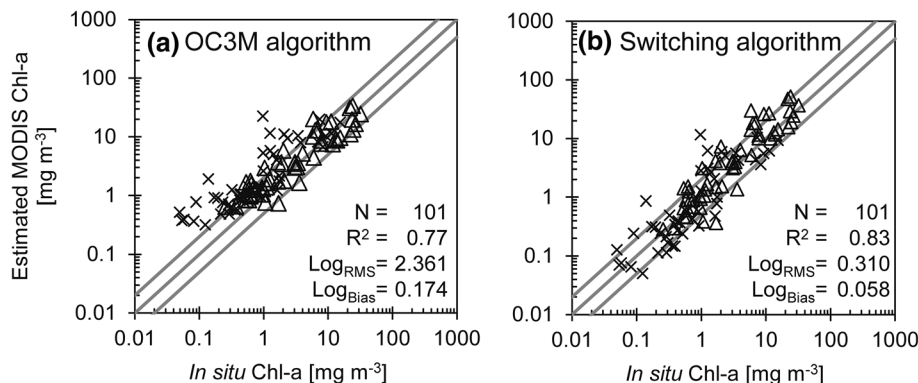 Estimated MODIS Chl-a
[mg m⁻³]
(a) OC3M algorithm
1000
100
10
1
0.1
0.01
N = 101
R² = 0.77
Log_RMS = 2.361
Log_Bias = 0.174
0.01 0.1 1 10 100 1000
In situ Chl-a [mg m⁻³]
(b) Switching algorithm
1000
100
10
1
0.1
0.01
N = 101
R² = 0.83
Log_RMS = 0.310
Log_Bias = 0.058
0.01 0.1 1 10 100 1000
In situ Chl-a [mg m⁻³]